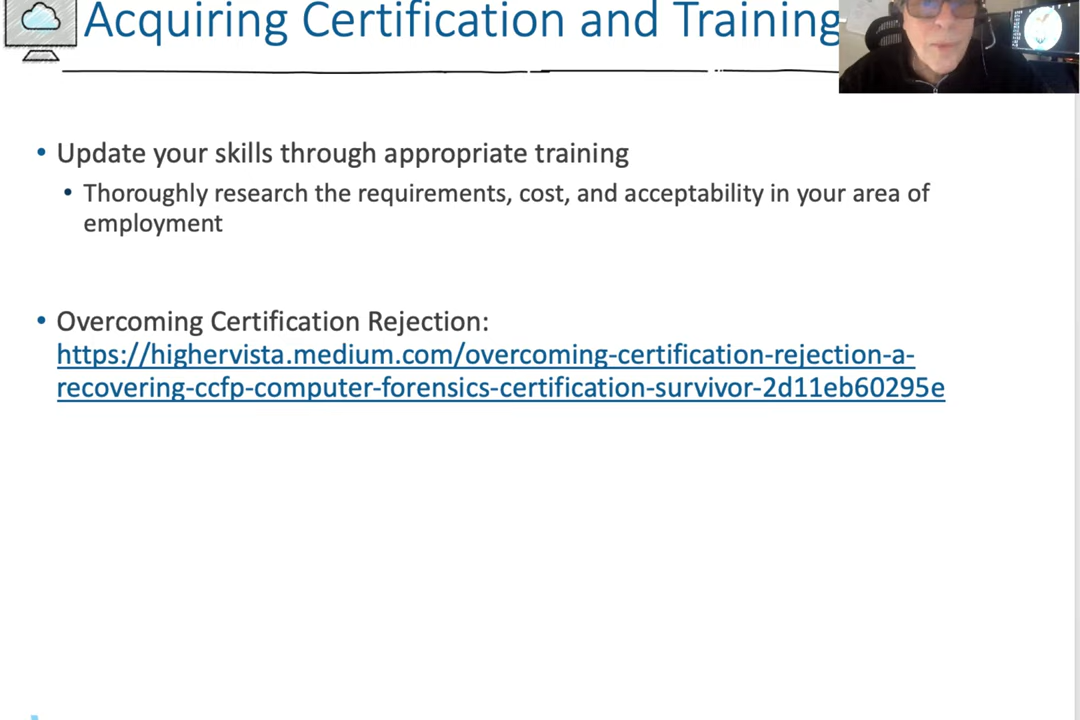 Acquiring Certification and Training
• Update your skills through appropriate training
• Thoroughly research the requirements, cost, and acceptability in your area of
employment
• Overcoming Certification Rejection:
https://highervista.medium.com/overcoming-certification-rejection-a-
recovering-ccfp-computer-forensics-certification-survivor-2d11eb60295e